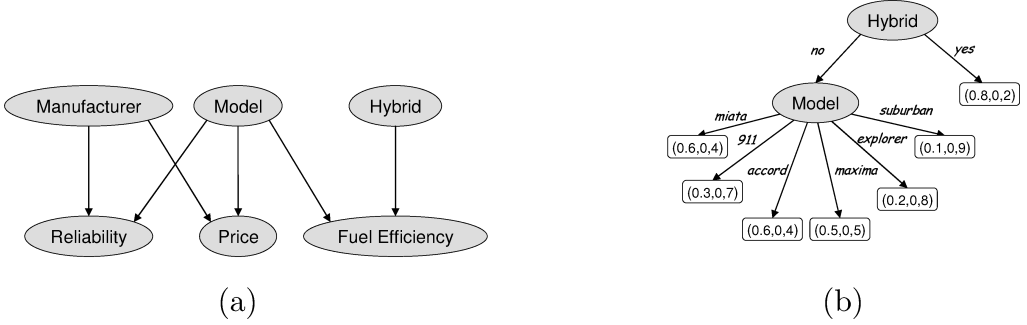 Manufacturer
Model
Hybrid
Reliability
Price
Fuel Efficiency
(a)
Hybrid
no
yes
(0.8,0,2)
Model
miata
suburban
911
explorer
(0.6,0,4)
(0.1,0,9)
accord
maxima
(0.3,0,7)
(0.2,0,8)
(0.6,0,4)
(0.5,0,5)
(b)